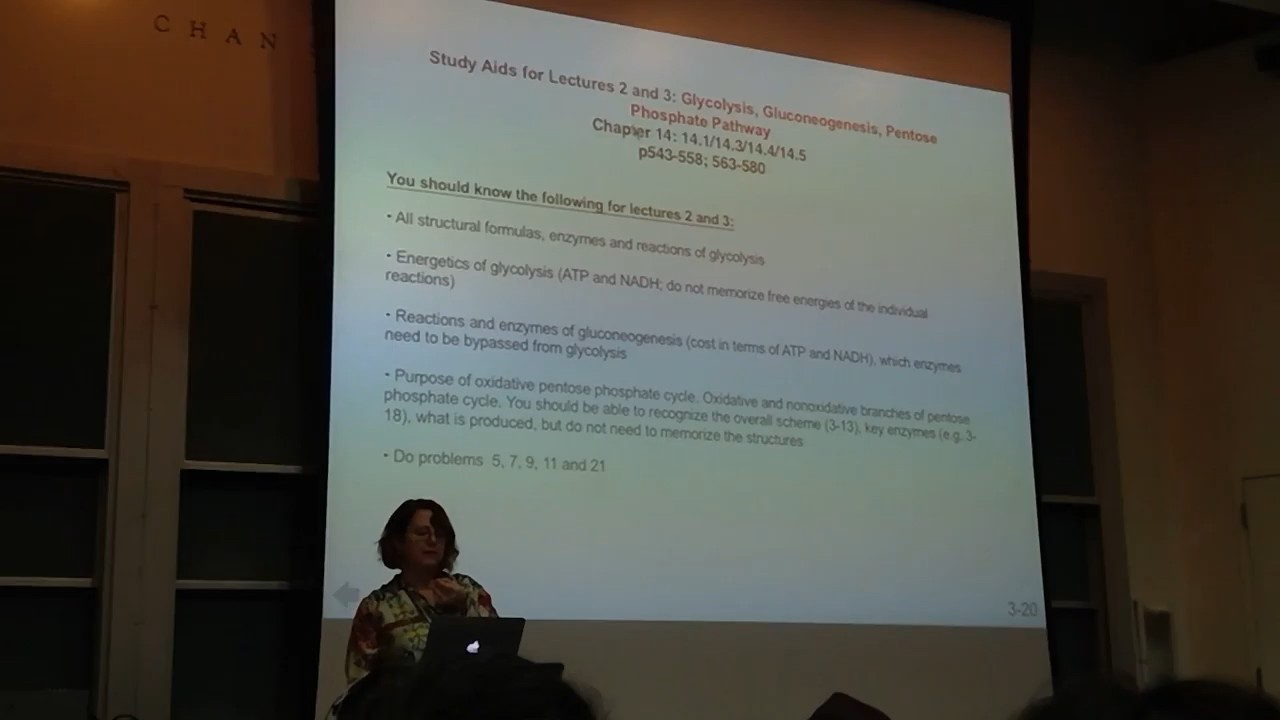 CHAN
Study Aids for Lectures 2 and 3: Glycolysis, Gluconeogenesis, Pentose
Phosphate Pathway
Chapter 14: 14.1/14.3/14.4/14.5
p543-558; 563-580
You should know the following for lectures 2 and 3:
• All structural formulas, enzymes and reactions of glycolysis
• Energetics of glycolysis (ATP and NADH; do not memorize free energies of the individual
reactions)
• Reactions and enzymes of gluconeogenesis (cost in terms of ATP and NADH), which enzymes
need to be bypassed from glycolysis
• Purpose of oxidative pentose phosphate cycle. Oxidative and nonoxidative branches of pentose
phosphate cycle. You should be able to recognize the overall scheme (3-13), key enzymes (e.g. 3-
18), what is produced, but do not need to memorize the structures
• Do problems 5, 7, 9, 11 and 21
3-20